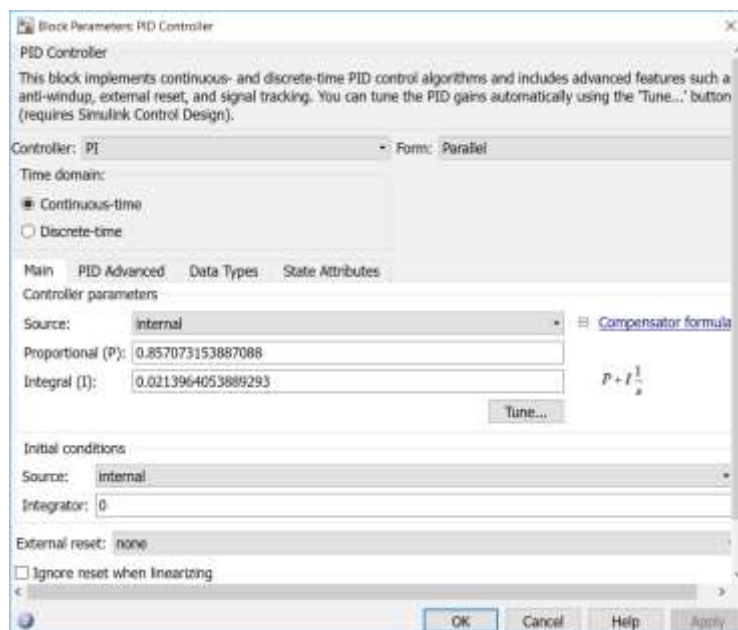 Block Parameters: PID Controller
PID Controller
This block implements continuous- and discrete-time PID control algorithms and includes advanced features such a
anti-windup, external reset, and signal tracking. You can tune the PID gains automatically using the 'Tune...' button
(requires Simulink Control Design).
Controller: PI Form: Parallel
Time domain:
Continuous-time
Discrete-time
Main PID Advanced Data Types State Attributes
Controller parameters
Source: internal Compensator formula
Proportional (P): 0.857073153887088
Integral (I): 0.0213964053889293
P + I 1/s
Tune...
Initial conditions
Source: internal
Integrator: 0
External reset: none
Ignore reset when linearizing
OK Cancel Help Apply